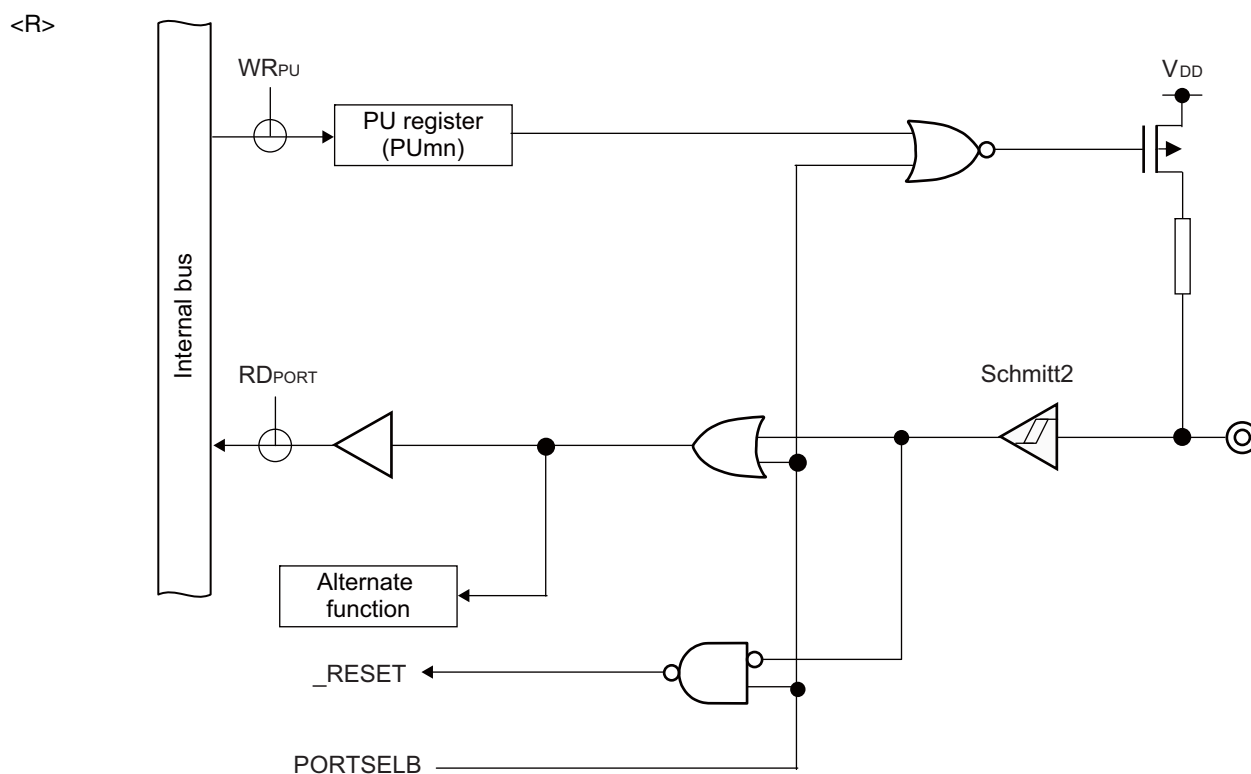 <R>
WRPU
VDD
PU register
(PUmn)
Internal bus
RDPORT
Schmitt2
Alternate
function
_RESET
PORTSELB